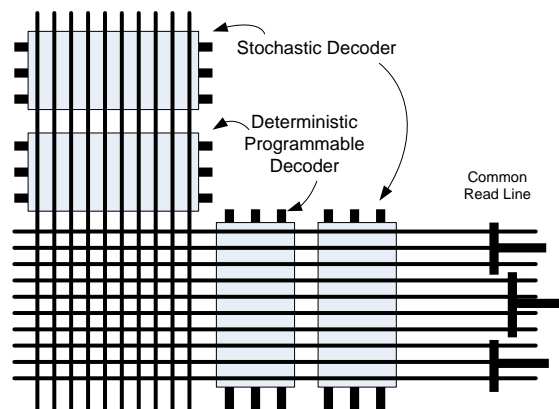 Stochastic Decoder
Deterministic
Programmable
Decoder
Common
Read Line